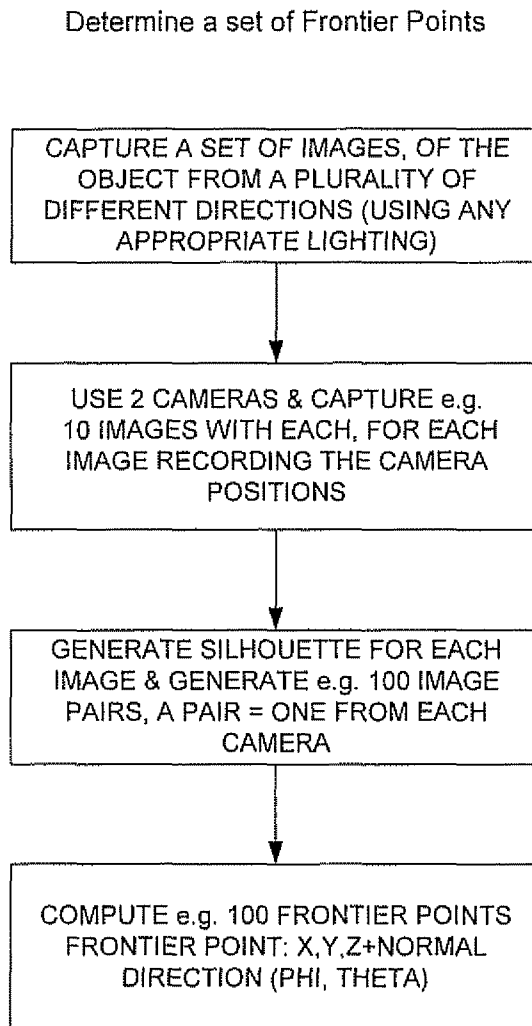 Determine a set of Frontier Points
CAPTURE A SET OF IMAGES, OF THE
OBJECT FROM A PLURALITY OF
DIFFERENT DIRECTIONS (USING ANY
APPROPRIATE LIGHTING)
USE 2 CAMERAS & CAPTURE e.g.
10 IMAGES WITH EACH, FOR EACH
IMAGE RECORDING THE CAMERA
POSITIONS
GENERATE SILHOUETTE FOR EACH
IMAGE & GENERATE e.g. 100 IMAGE
PAIRS, A PAIR = ONE FROM EACH
CAMERA
COMPUTE e.g. 100 FRONTIER POINTS
FRONTIER POINT: X,Y,Z+NORMAL
DIRECTION (PHI, THETA)